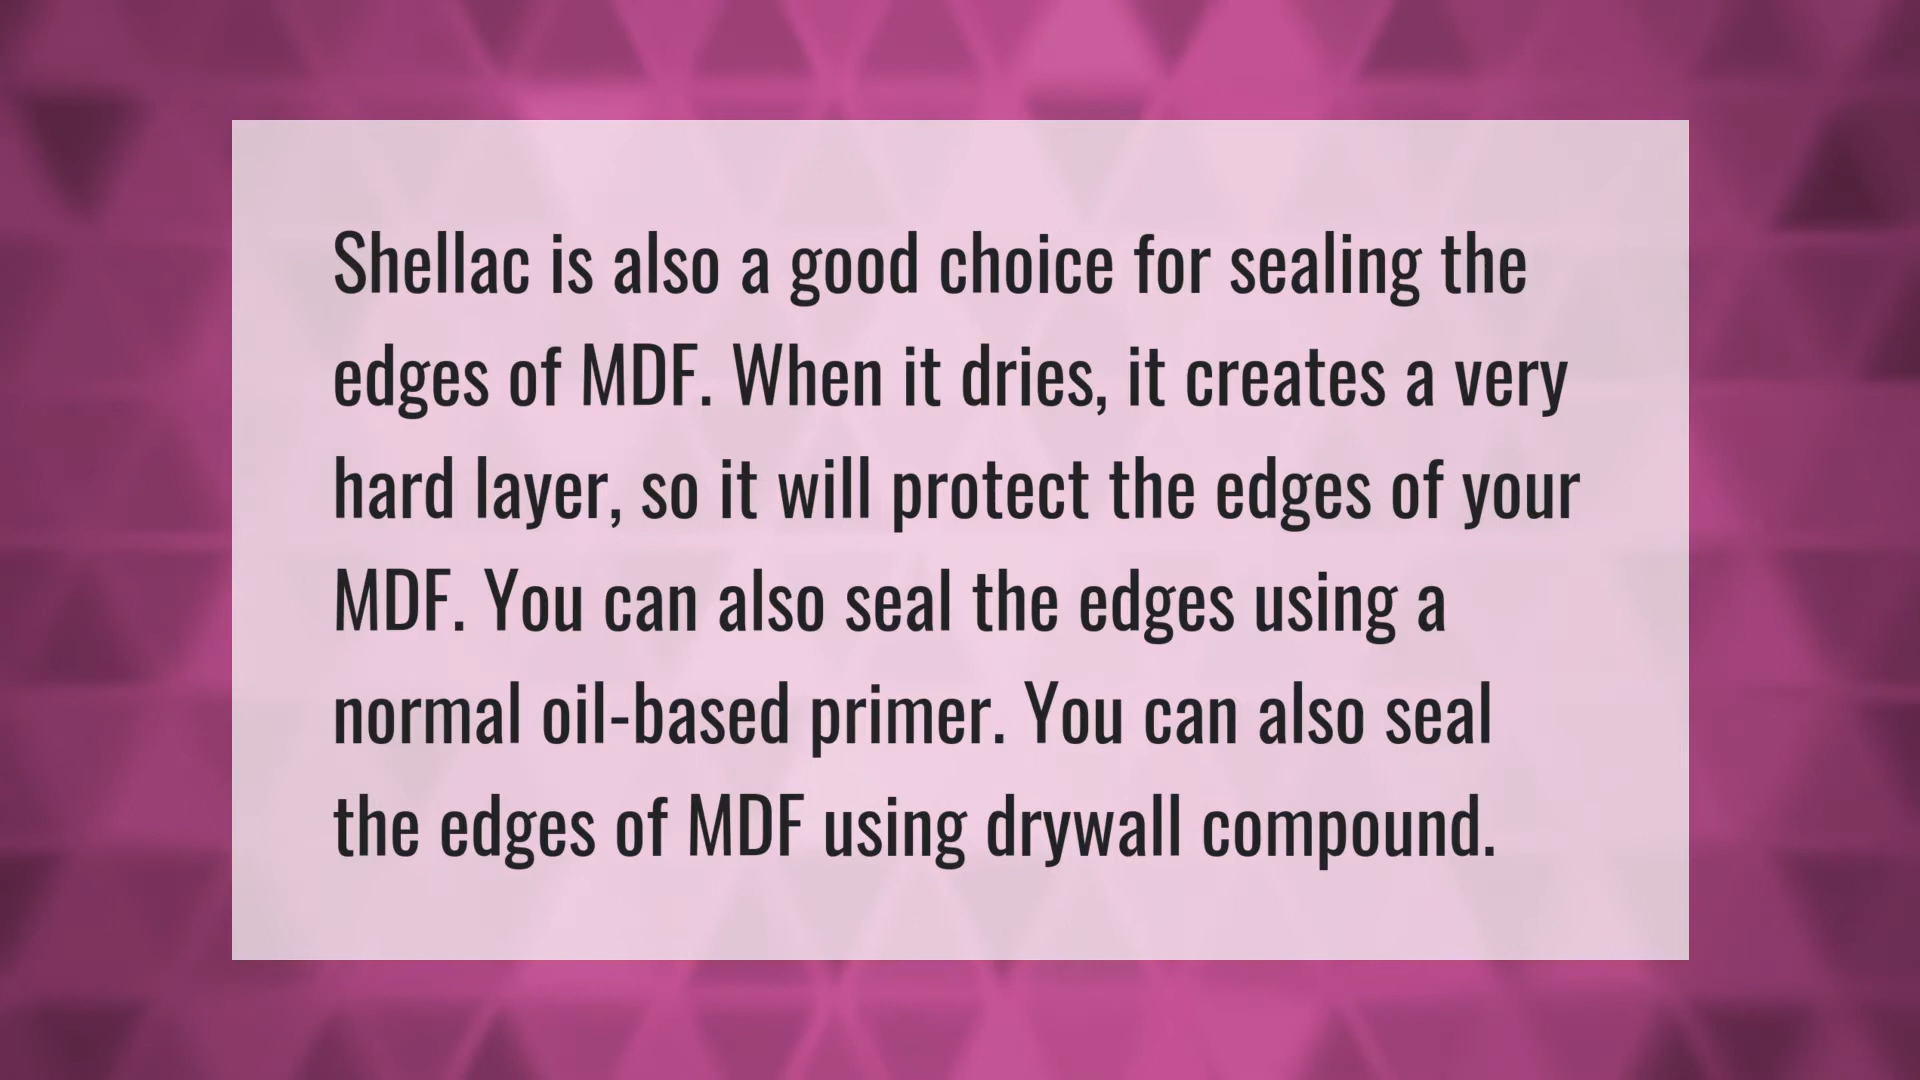 Shellac is also a good choice for sealing the
edges of MDF. When it dries, it creates a very
hard layer, so it will protect the edges of your
MDF. You can also seal the edges using a
normal oil-based primer. You can also seal
the edges of MDF using drywall compound.